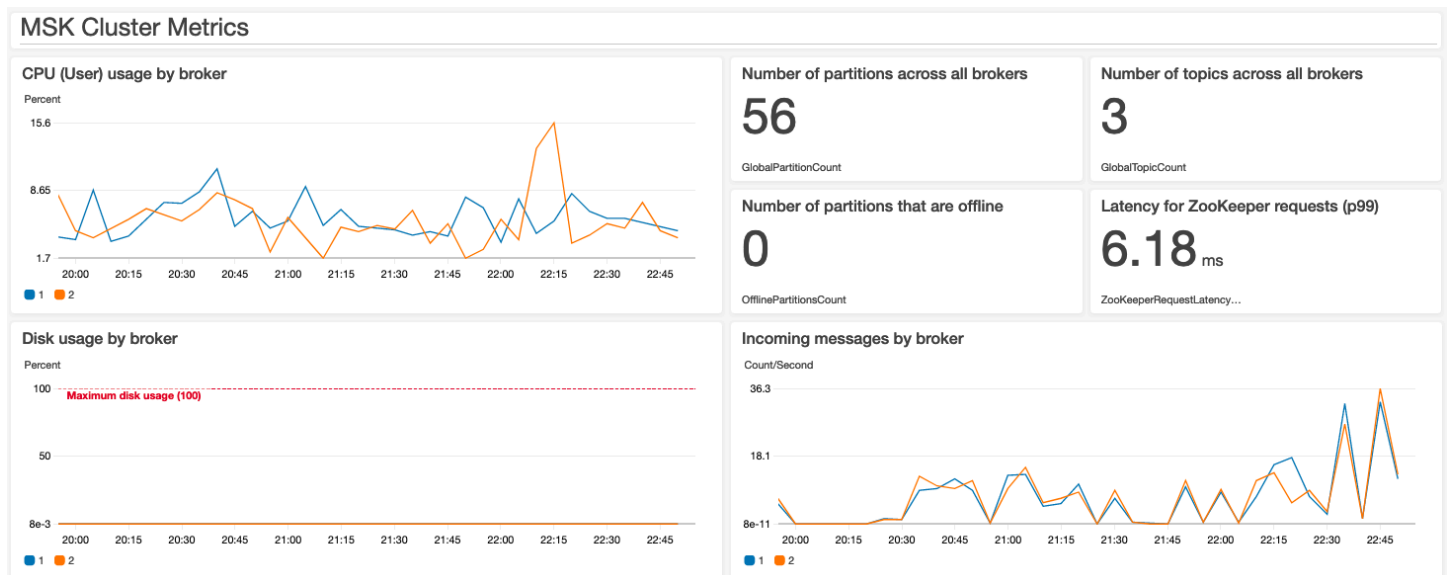 MSK Cluster Metrics
CPU (User) usage by broker
Percent
15.6
8.65
1.7
20:00 20:15 20:30 20:45 21:00 21:15 21:30 21:45 22:00 22:15 22:30 22:45
1 2
Number of partitions across all brokers
56
GlobalPartitionCount
Number of topics across all brokers
3
GlobalTopicCount
Number of partitions that are offline
0
OfflinePartitionsCount
Latency for ZooKeeper requests (p99)
6.18 ms
ZooKeeperRequestLatency...
Disk usage by broker
Percent
100
Maximum disk usage (100)
50
8e-3
20:00 20:15 20:30 20:45 21:00 21:15 21:30 21:45 22:00 22:15 22:30 22:45
1 2
Incoming messages by broker
Count/Second
36.3
18.1
8e-11
20:00 20:15 20:30 20:45 21:00 21:15 21:30 21:45 22:00 22:15 22:30 22:45
1 2